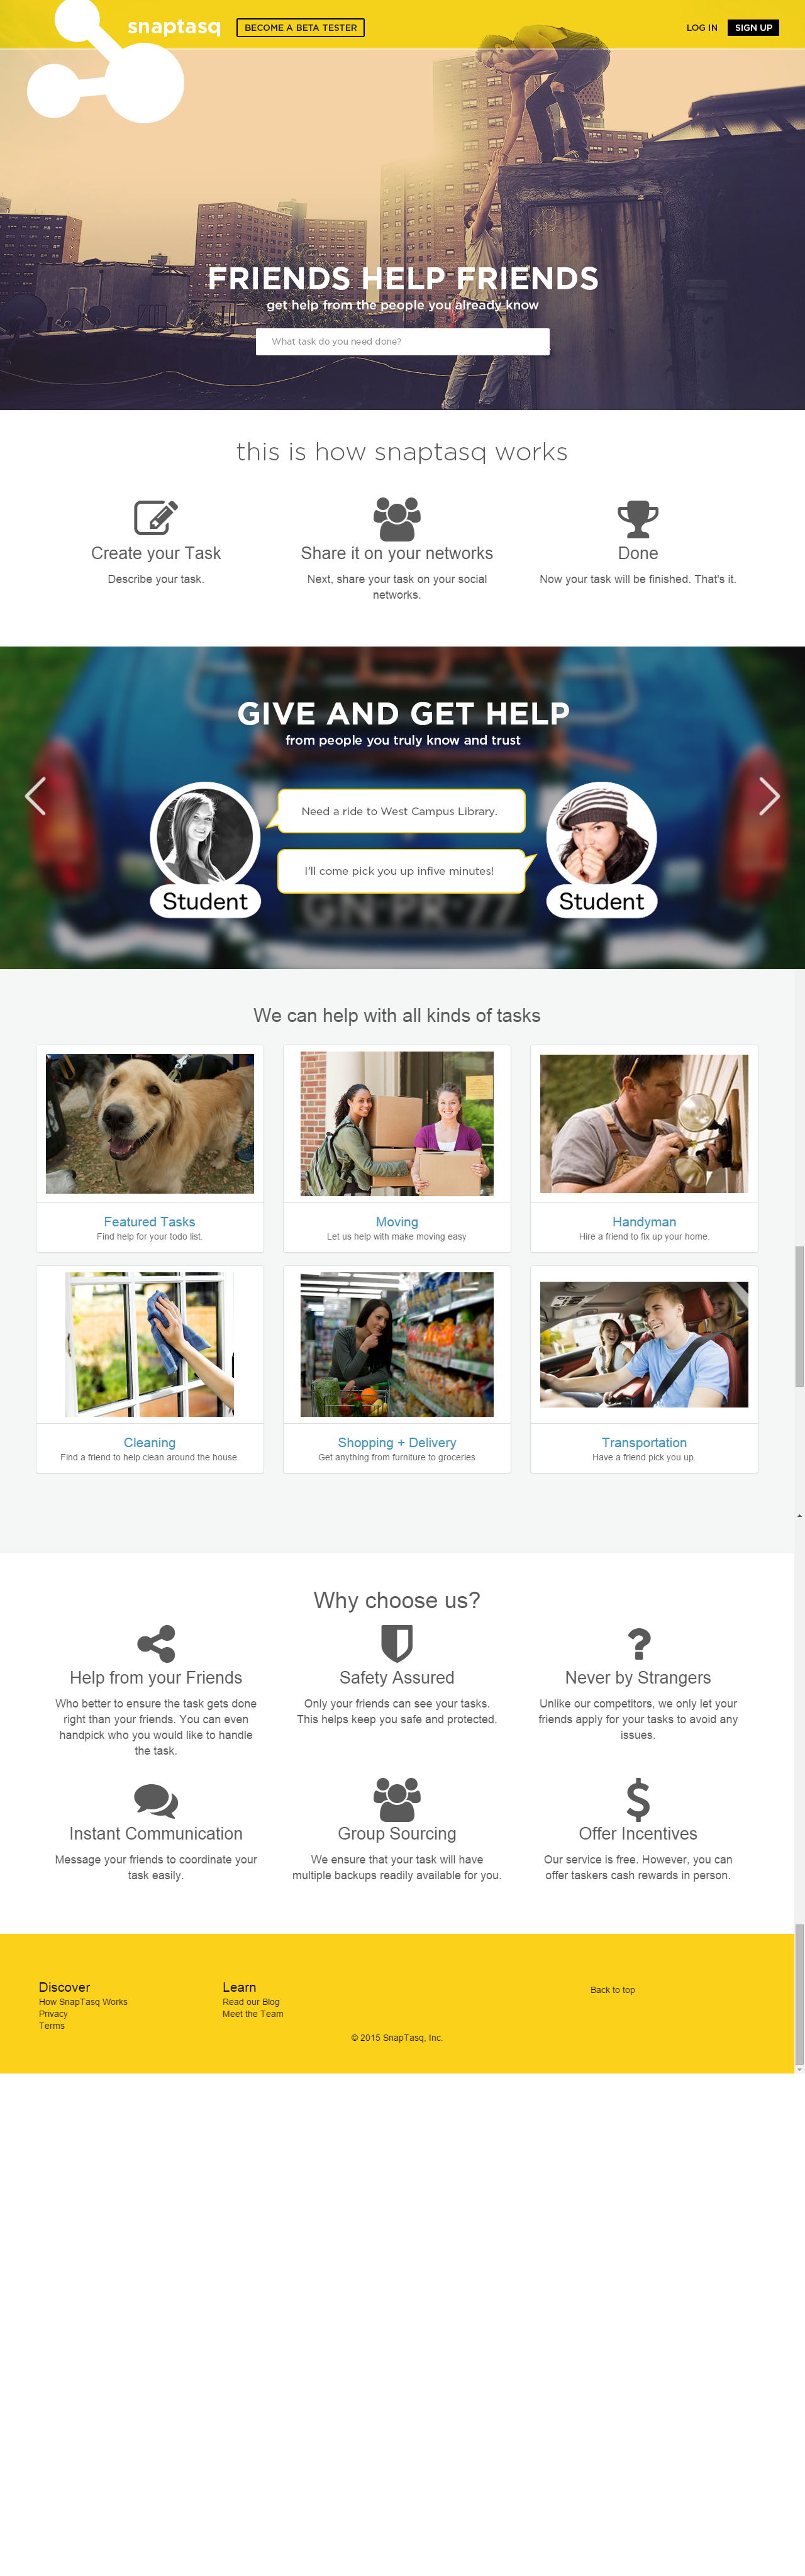 snaptasq
BECOME A BETA TESTER
LOG IN
SIGN UP
FRIENDS HELP FRIENDS
get help from the people you already know
What task do you need done?
this is how snaptasq works
Create your Task
Describe your task.
Share it on your networks
Next, share your task on your social
networks.
Done
Now your task will be finished. That's it.
GIVE AND GET HELP
from people you truly know and trust
Need a ride to West Campus Library.
I'll come pick you up infive minutes!
Student
Student
We can help with all kinds of tasks
Featured Tasks
Find help for your todo list.
Moving
Let us help with make moving easy
Handyman
Hire a friend to fix up your home.
Cleaning
Find a friend to help clean around the house.
Shopping + Delivery
Get anything from furniture to groceries
Transportation
Have a friend pick you up.
Why choose us?
Help from your Friends
Who better to ensure the task gets done
right than your friends. You can even
handpick who you would like to handle
the task.
Safety Assured
Only your friends can see your tasks.
This helps keep you safe and protected.
Never by Strangers
Unlike our competitors, we only let your
friends apply for your tasks to avoid any
issues.
Instant Communication
Message your friends to coordinate your
task easily.
Group Sourcing
We ensure that your task will have
multiple backups readily available for you.
Offer Incentives
Our service is free. However, you can
offer taskers cash rewards in person.
Discover
How SnapTasq Works
Privacy
Terms
Learn
Read our Blog
Meet the Team
Back to top
© 2015 SnapTasq, Inc.